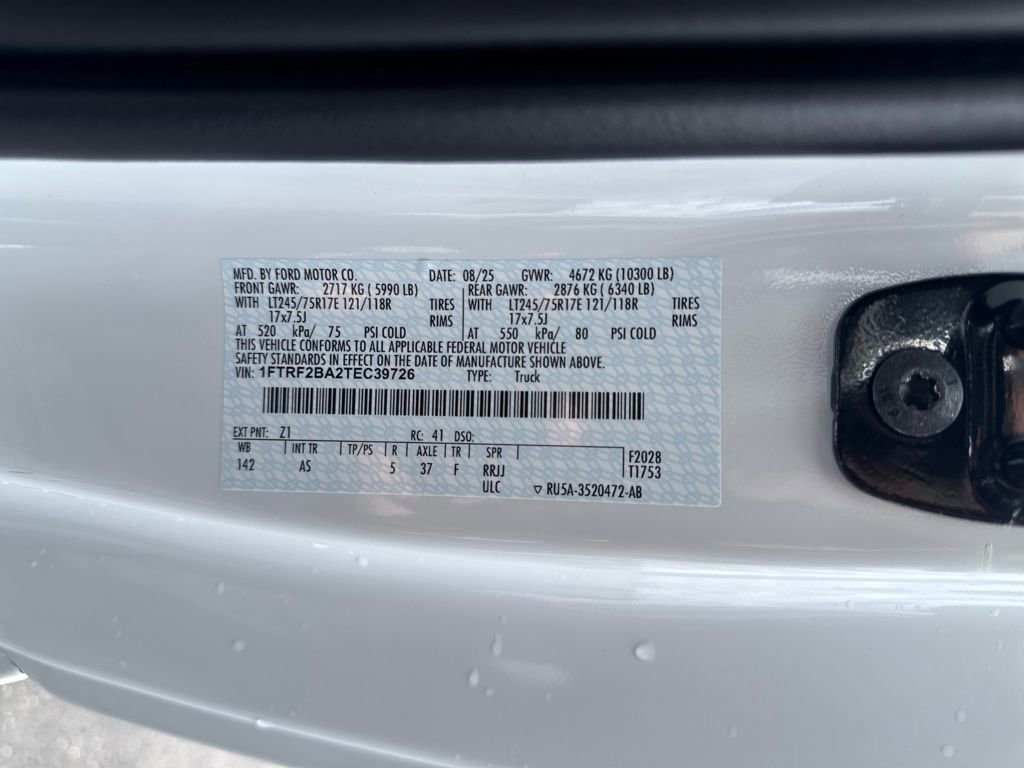 MFD. BY FORD MOTOR CO. DATE: 08/25 GVWR: 4672 KG (10300 LB)
FRONT GAWR: 2717 KG ( 5990 LB) REAR GAWR: 2876 KG ( 6340 LB)
WITH LT245/75R17E 121/118R TIRES WITH LT245/75R17E 121/118R TIRES
17x7.5J RIMS 17x7.5J RIMS
AT 520 kPa/ 75 PSI COLD AT 550 kPa/ 80 PSI COLD
THIS VEHICLE CONFORMS TO ALL APPLICABLE FEDERAL MOTOR VEHICLE
SAFETY STANDARDS IN EFFECT ON THE DATE OF MANUFACTURE SHOWN ABOVE.
VIN: 1FTRF2BA2TEC39726 TYPE: Truck
EXT PNT: Z1 RC: 41 DSO:
WB INT TR TP/PS R AXLE TR SPR F2028
142 AS 5 37 F RRJJ T1753
ULC ▽ RU5A-3520472-AB